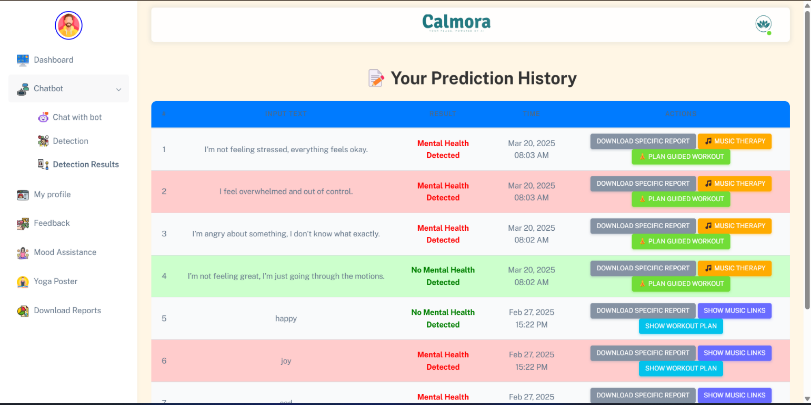 Calmora
Dashboard
Chatbot
Chat with bot
Detection
Detection Results
My profile
Feedback
Mood Assistance
Yoga Poster
Download Reports
Your Prediction History
1
I'm not feeling stressed, everything feels okay.
Mental Health
Detected
Mar 20, 2025
08:03 AM
DOWNLOAD SPECIFIC REPORT
MUSIC THERAPY
PLAN GUIDED WORKOUT
2
I feel overwhelmed and out of control.
Mental Health
Detected
Mar 20, 2025
08:03 AM
DOWNLOAD SPECIFIC REPORT
MUSIC THERAPY
PLAN GUIDED WORKOUT
3
I'm angry about something, I don't know what exactly.
Mental Health
Detected
Mar 20, 2025
08:02 AM
DOWNLOAD SPECIFIC REPORT
MUSIC THERAPY
PLAN GUIDED WORKOUT
4
I'm not feeling great, I'm just going through the motions.
No Mental Health
Detected
Mar 20, 2025
08:02 AM
DOWNLOAD SPECIFIC REPORT
MUSIC THERAPY
PLAN GUIDED WORKOUT
5
happy
No Mental Health
Detected
Feb 27, 2025
15:22 PM
DOWNLOAD SPECIFIC REPORT
SHOW MUSIC LINKS
SHOW WORKOUT PLAN
6
joy
Mental Health
Detected
Feb 27, 2025
15:22 PM
DOWNLOAD SPECIFIC REPORT
SHOW MUSIC LINKS
SHOW WORKOUT PLAN
Mental Health
Feb 27, 2025
DOWNLOAD SPECIFIC REPORT
SHOW MUSIC LINKS